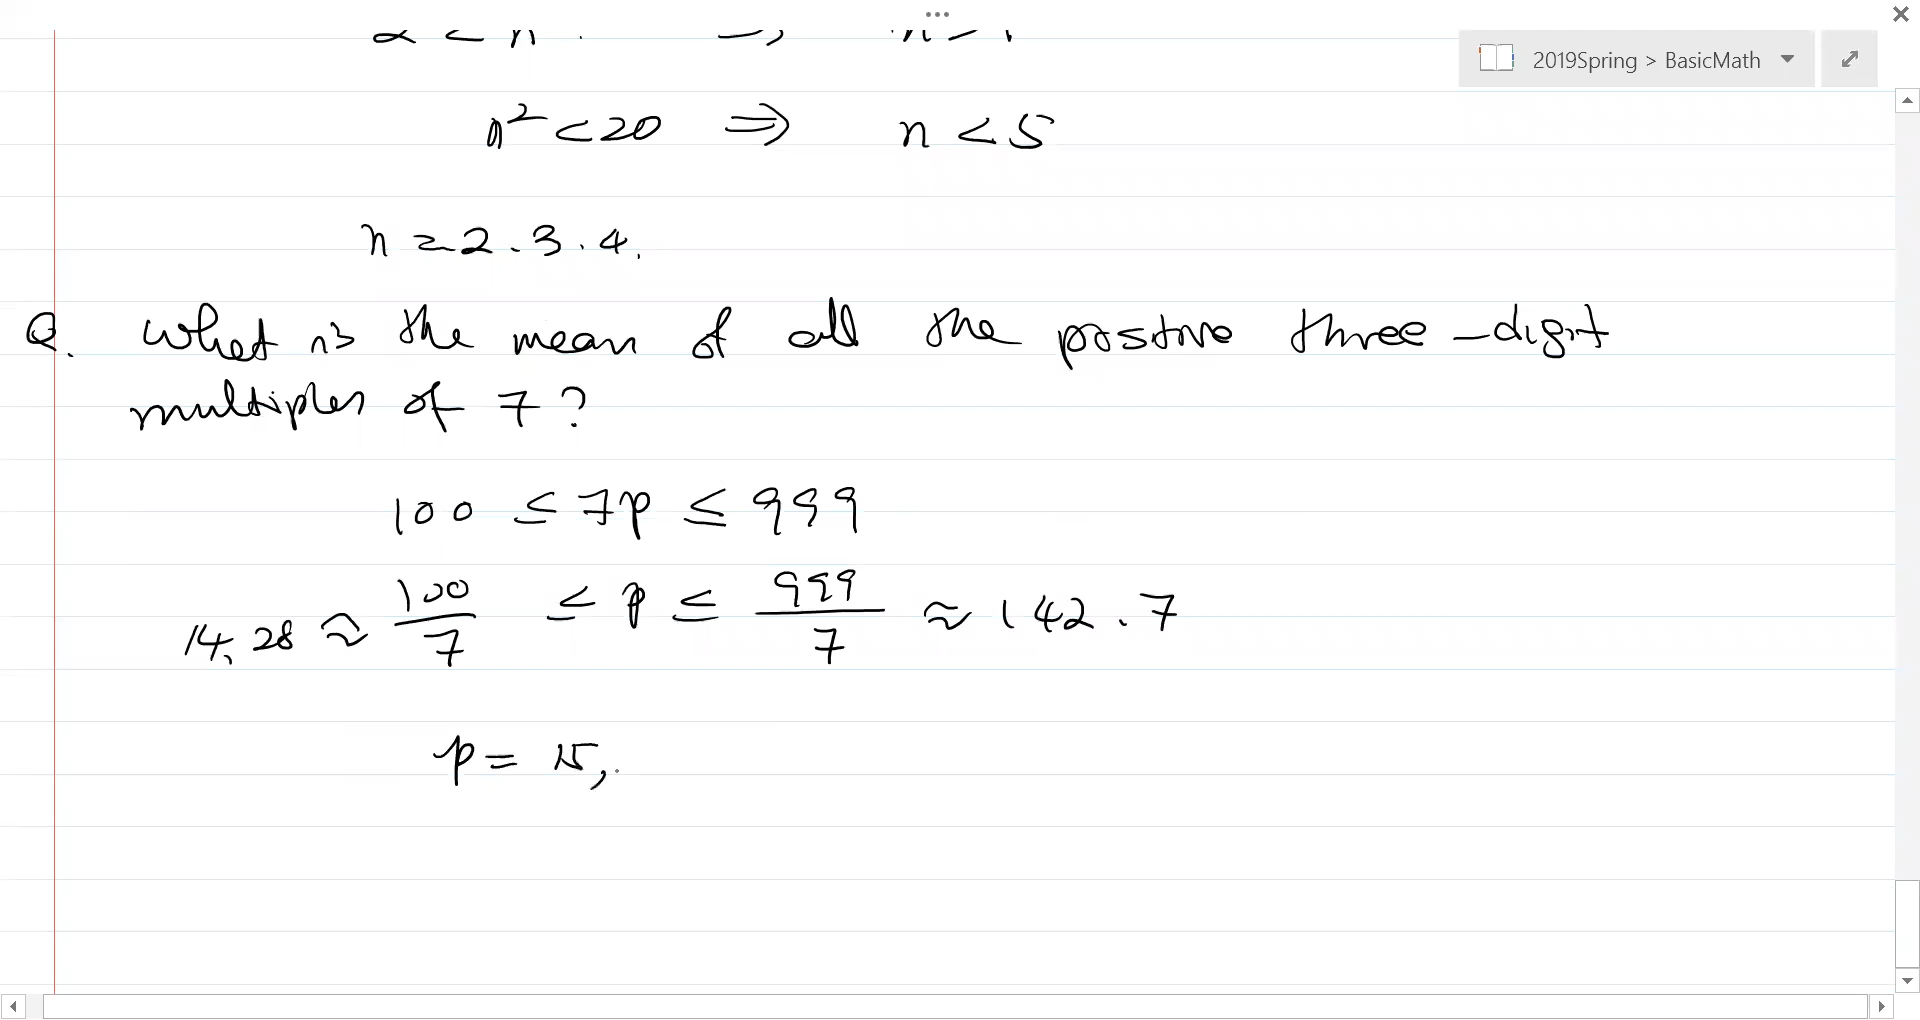 2019Spring > BasicMath
n² < 20 ⇒ n < 5
n = 2 . 3 . 4 .
Q. What is the mean of all the positive three-digit
multiples of 7 ?
100 ≤ 7p ≤ 999
14.28 ≈ 100/7 ≤ p ≤ 999/7 ≈ 142.7
p = 15,